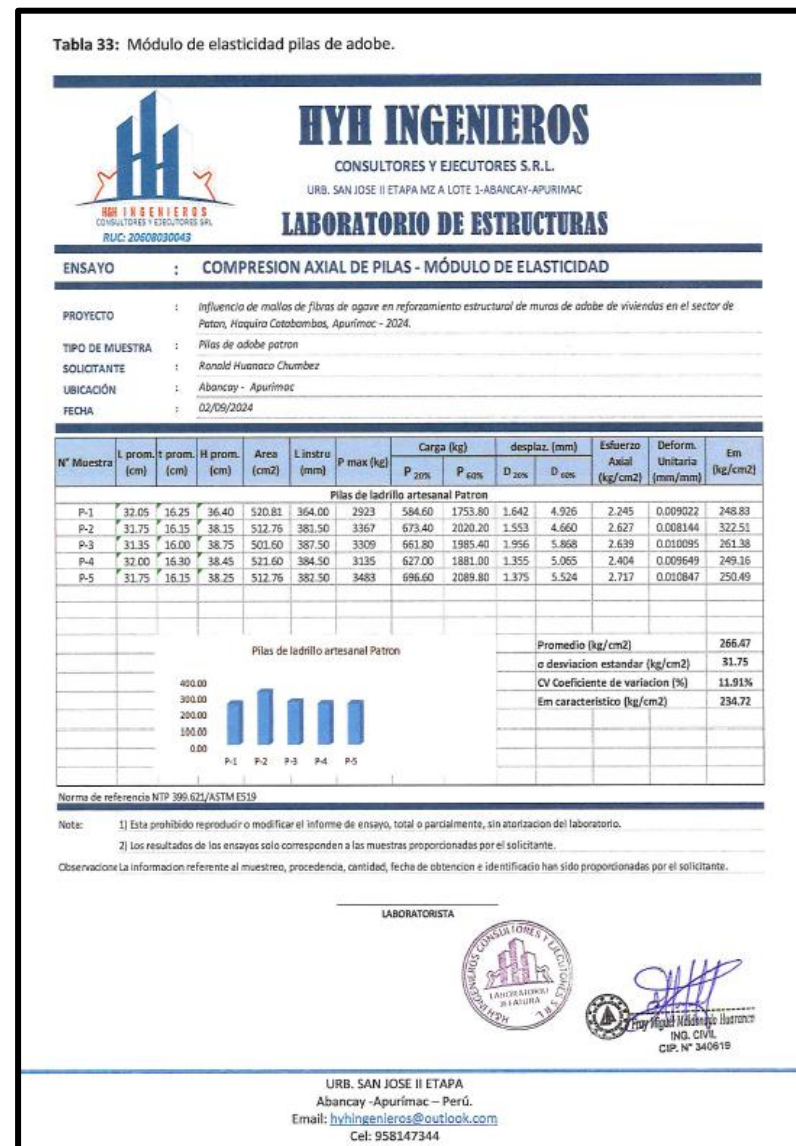 Tabla 33: Módulo de elasticidad pilas de adobe.
HYH INGENIEROS
CONSULTORES Y EJECUTORES S.R.L.
URB. SAN JOSE II ETAPA MZ A LOTE 1-ABANCAY-APURIMAC
H&H INGENIEROS
CONSULTORES Y EJECUTORES SRL
RUC: 20608030043
LABORATORIO DE ESTRUCTURAS
ENSAYO : COMPRESION AXIAL DE PILAS - MÓDULO DE ELASTICIDAD
PROYECTO : Influencia de mallas de fibras de agave en reforzamiento estructural de muros de adobe de viviendas en el sector de
Patan, Haquira Cotabambas, Apurímac - 2024.
TIPO DE MUESTRA : Pilas de adobe patron
SOLICITANTE : Ronald Huanaco Chumbez
UBICACIÓN : Abancay - Apurimac
FECHA : 02/09/2024
N° Muestra L prom. (cm) t prom. (cm) H prom. (cm) Area (cm2) L instru (mm) P max (kg) Carga (kg) P 20% P 60% desplaz. (mm) D 20% D 60% Esfuerzo Axial (kg/cm2) Deform. Unitaria (mm/mm) Em (kg/cm2)
Pilas de ladrillo artesanal Patron
P-1 32.05 16.25 36.40 520.81 364.00 2923 584.60 1753.80 1.642 4.926 2.245 0.009022 248.83
P-2 31.75 16.15 38.15 512.76 381.50 3367 673.40 2020.20 1.553 4.660 2.627 0.008144 322.51
P-3 31.35 16.00 38.75 501.60 387.50 3309 661.80 1985.40 1.956 5.868 2.639 0.010095 261.38
P-4 32.00 16.30 38.45 521.60 384.50 3135 627.00 1881.00 1.355 5.065 2.404 0.009649 249.16
P-5 31.75 16.15 38.25 512.76 382.50 3483 696.60 2089.80 1.375 5.524 2.717 0.010847 250.49
Pilas de ladrillo artesanal Patron
400.00
300.00
200.00
100.00
0.00
P-1 P-2 P-3 P-4 P-5
Promedio (kg/cm2) 266.47
σ desviacion estandar (kg/cm2) 31.75
CV Coeficiente de variacion (%) 11.91%
Em caracteristico (kg/cm2) 234.72
Norma de referencia NTP 399.621/ASTM E519
Note: 1) Esta prohibido reproducir o modificar el informe de ensayo, total o parcialmente, sin atorizacion del laboratorio.
2) Los resultados de los ensayos solo corresponden a las muestras proporcionadas por el solicitante.
Observacione La informacion referente al muestreo, procedencia, cantidad, fecha de obtencion e identificacio han sido proporcionadas por el solicitante.
LABORATORISTA
INGENIEROS CONSULTORES Y EJECUTORES S.R.L
H&H
LABORATORIO
ING. CIVIL
CIP. N° 340619
URB. SAN JOSE II ETAPA
Abancay -Apurímac – Perú.
Email: hyhingenieros@outlook.com
Cel: 958147344